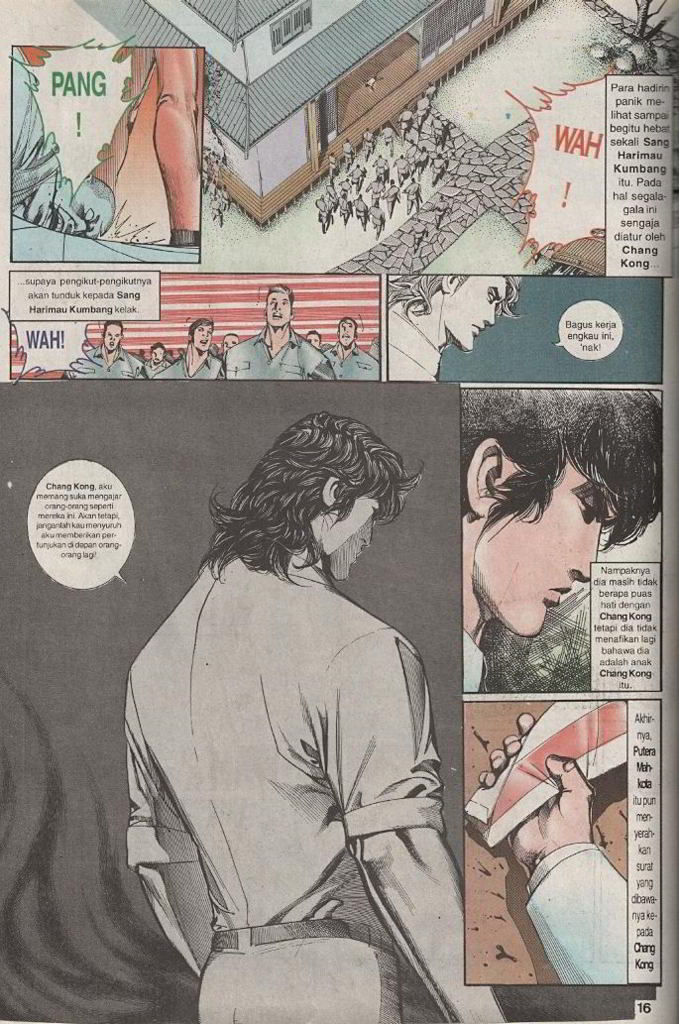 PANG
!
WAH
!
Para hadirin
panik me-
lihat sampai
begitu hebat
sekali Sang
Harimau
Kumbang
itu. Pada
hal segala-
gala ini
sengaja
diatur oleh
Chang
Kong...
...supaya pengikut-pengikutnya
akan tunduk kepada Sang
Harimau Kumbang kelak.
WAH!
Bagus kerja
engkau ini,
'nak!
Chang Kong, aku
memang suka mengajar
orang-orang seperti
mereka ini. Akan tetapi,
janganlah kau menyuruh
aku memberikan per-
tunjukan di depan orang-
orang lagi!
Nampaknya
dia masih tidak
berapa puas
hati dengan
Chang Kong
tetapi dia tidak
menafikan lagi
bahawa dia
adalah anak
Chang Kong
itu.
Akhir-
nya,
Putera
Mah-
kota
itu pun
men-
yerah-
kan
surat
yang
dibawa-
nya ke-
pada
Chang
Kong.
16